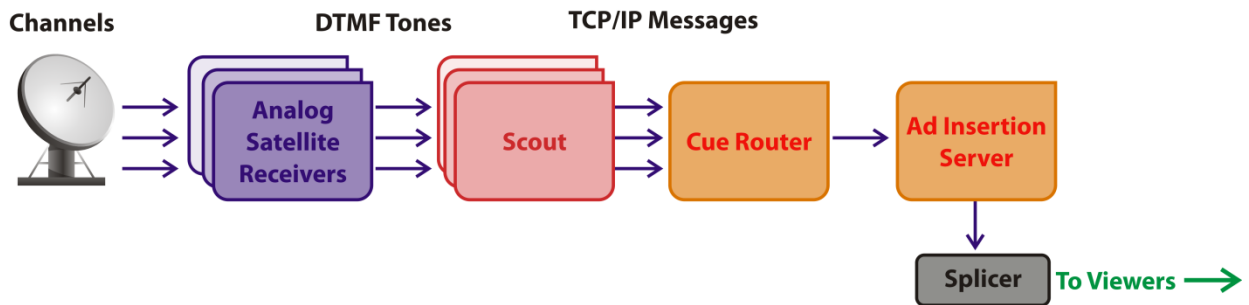 Channels
DTMF Tones
TCP/IP Messages
Analog
Satellite
Receivers
Scout
Cue Router
Ad Insertion
Server
Splicer
To Viewers